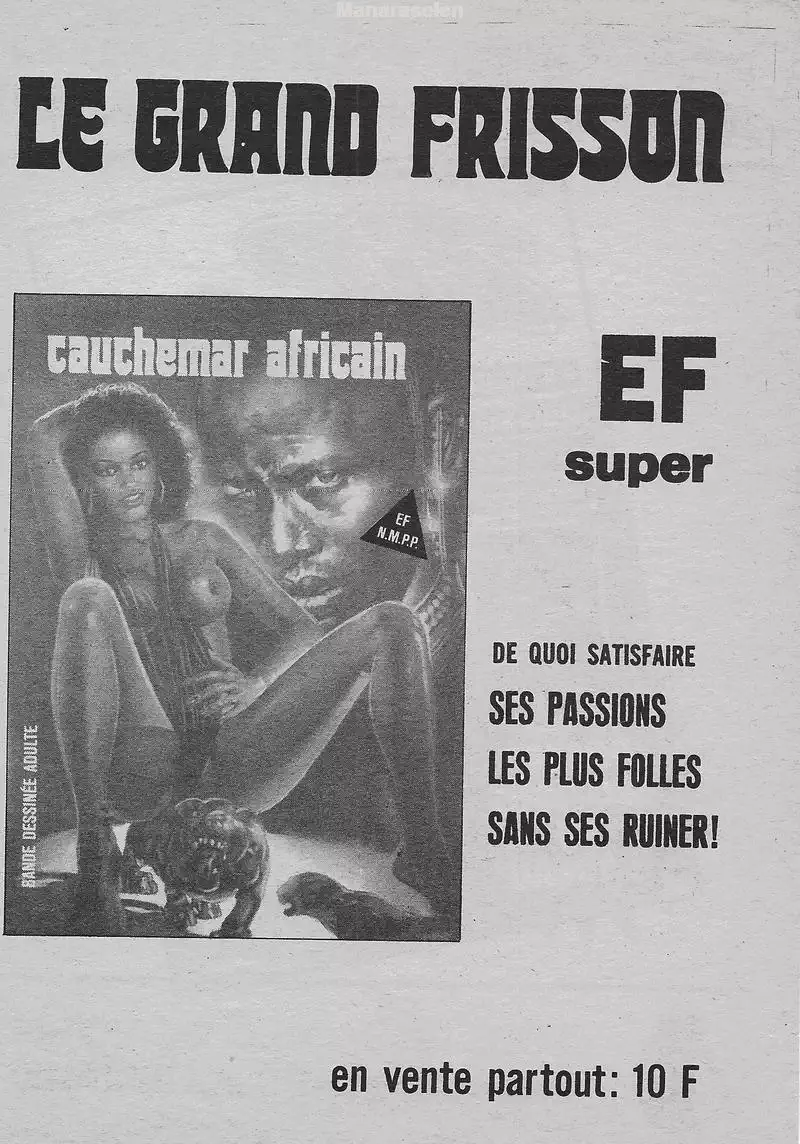 Manaraselen
LE GRAND FRISSON
cauchemar africain
EF
super
EF
N.M.P.P.
BANDE DESSINÉE ADULTE
DE QUOI SATISFAIRE
SES PASSIONS
LES PLUS FOLLES
SANS SES RUINER!
en vente partout: 10 F